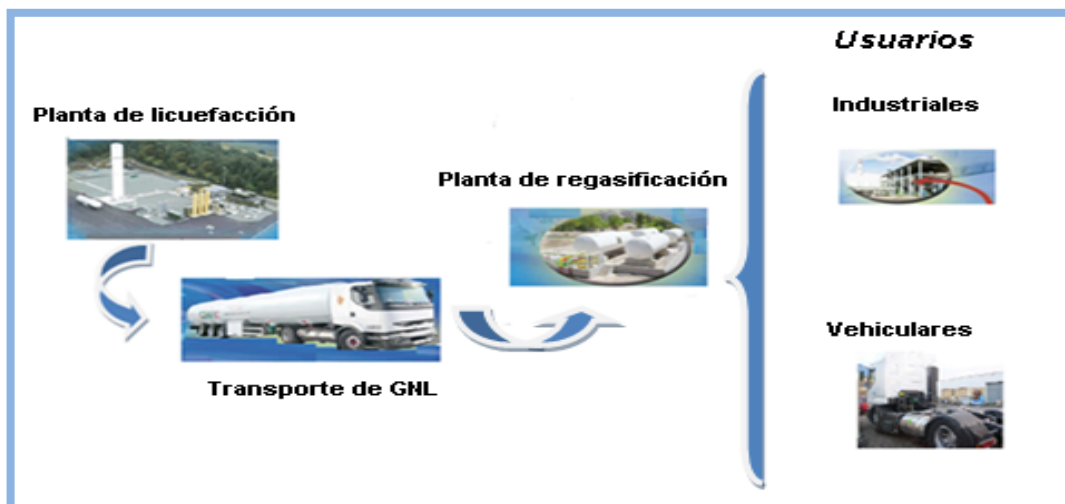 Usuarios
Planta de licuefacción
Industriales
Planta de regasificación
Vehiculares
Transporte de GNL